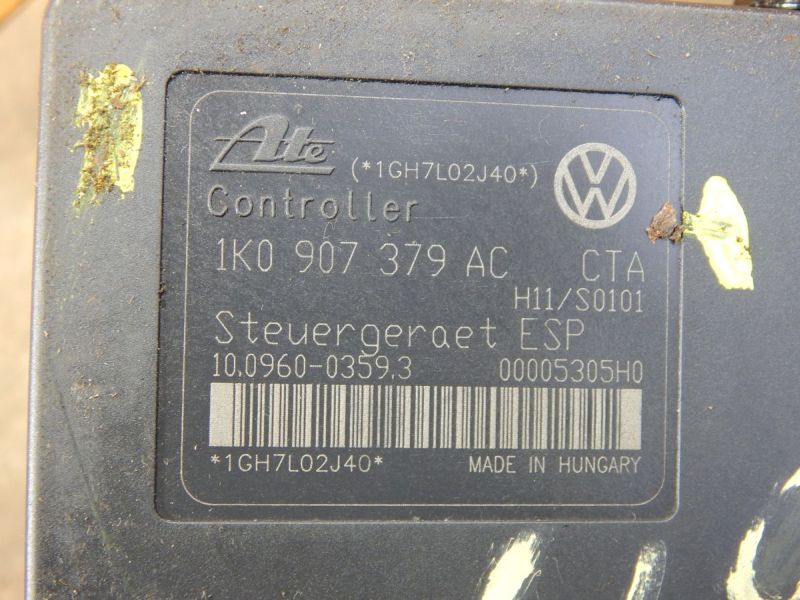 Ate (*1GH7L02J40*)
Controller
1K0 907 379 AC CTA
H11/S0101
Steuergeraet ESP
10.0960-0359.3 00005305H0
*1GH7L02J40* MADE IN HUNGARY